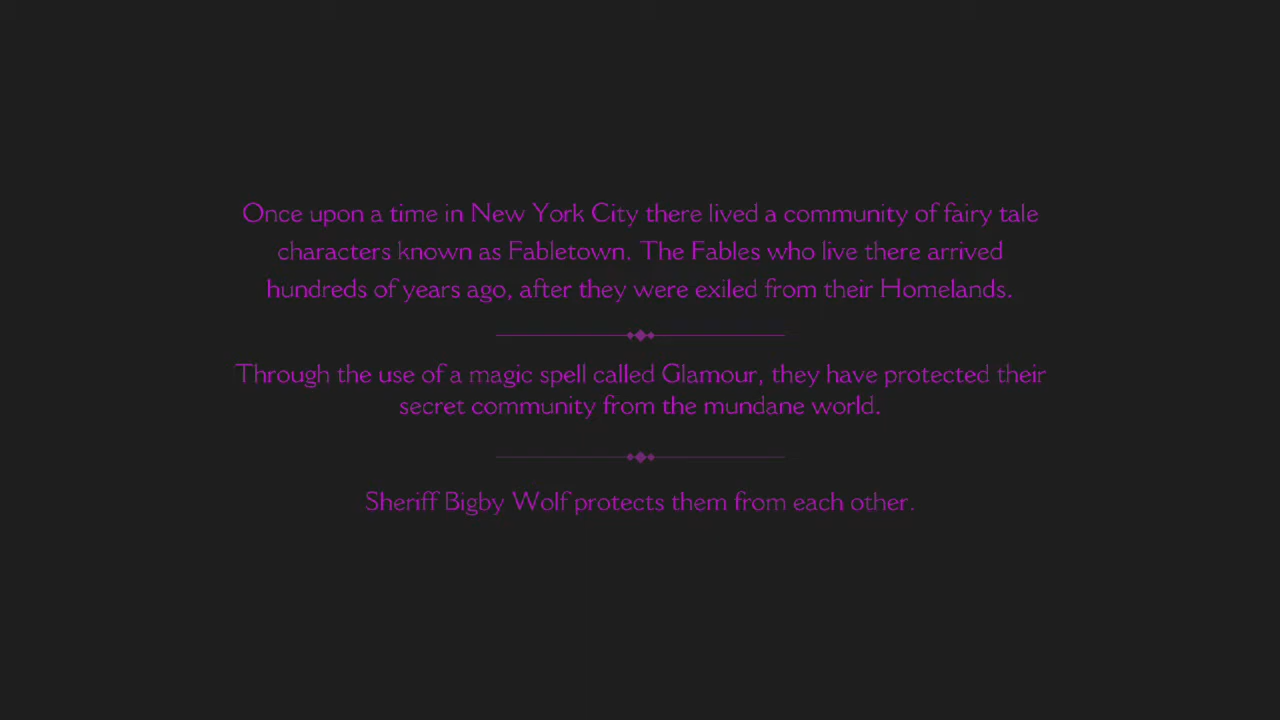 Once upon a time in New York City there lived a community of fairy tale
characters known as Fabletown. The Fables who live there arrived
hundreds of years ago, after they were exiled from their Homelands.
Through the use of a magic spell called Glamour, they have protected their
secret community from the mundane world.
Sheriff Bigby Wolf protects them from each other.